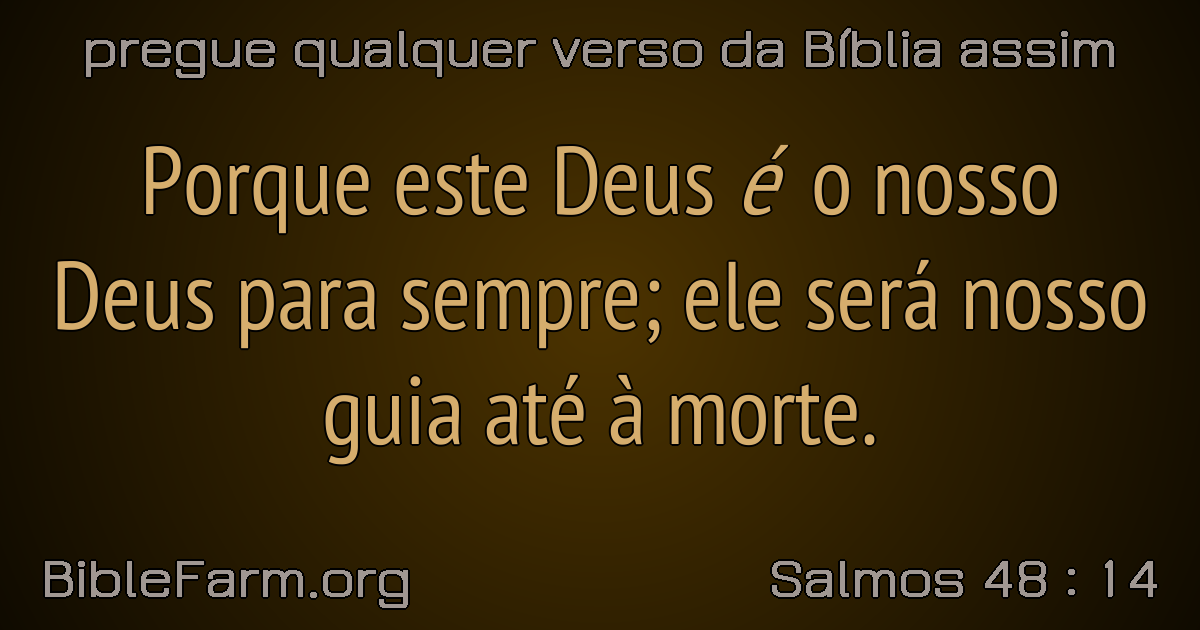 pregue qualquer verso da Bíblia assim
Porque este Deus é o nosso
Deus para sempre; ele será nosso
guia até à morte.
BibleFarm.org
Salmos 48 : 14